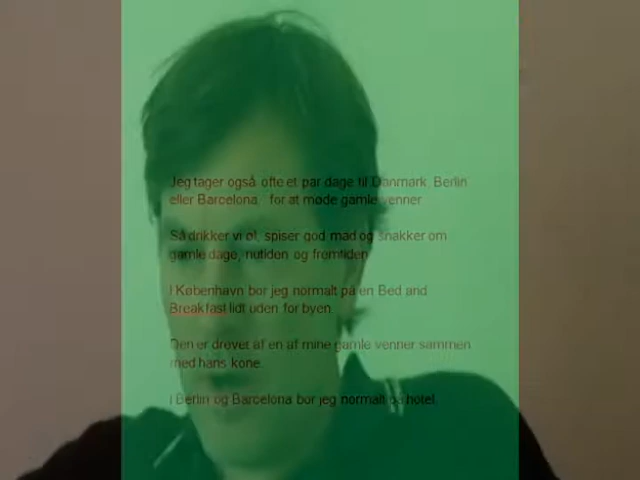 Jeg tager også ofte et par dage til Danmark, Berlin
eller Barcelona, for at møde gamle venner.
Så drikker vi øl, spiser god mad og snakker om
gamle dage, nutiden og fremtiden.
I København bor jeg normalt på en Bed and
Breakfast lidt uden for byen.
Den er drevet af en af mine gamle venner sammen
med hans kone.
I Berlin og Barcelona bor jeg normalt på hotel.